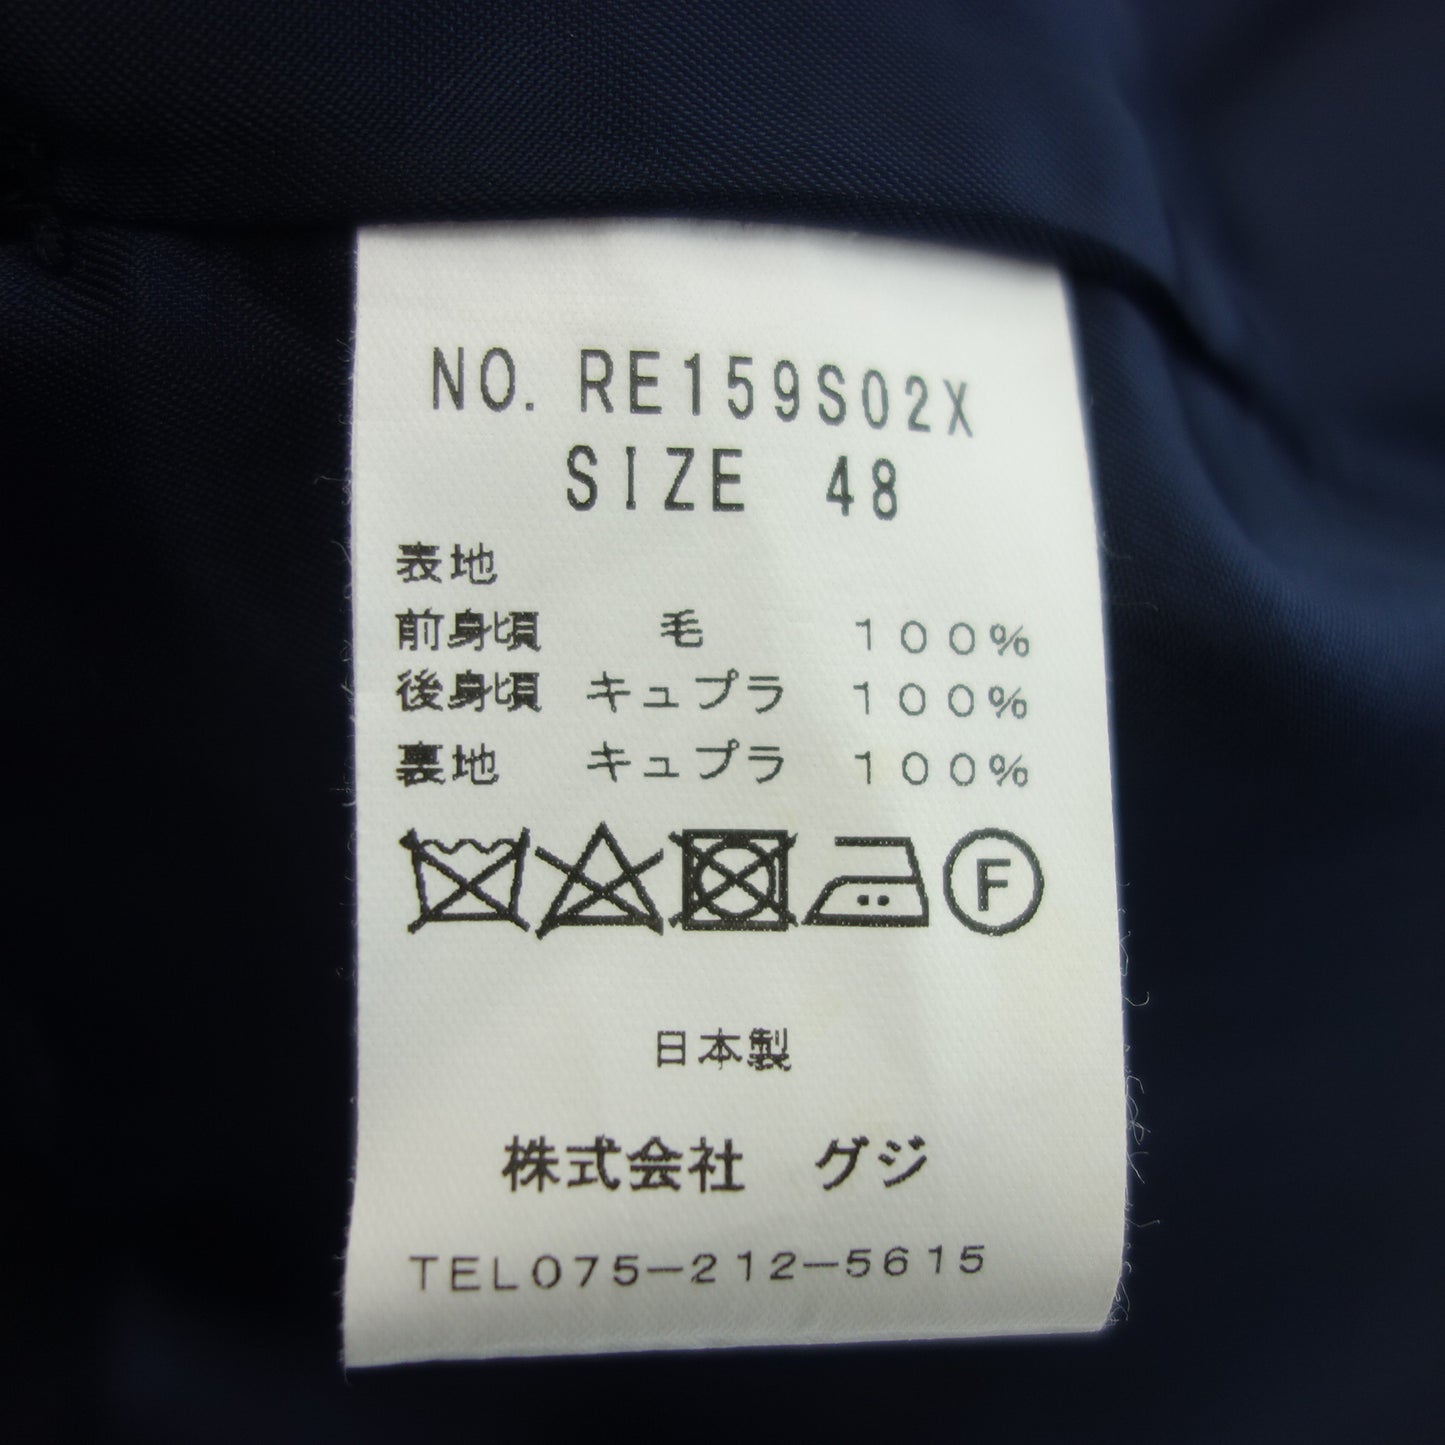 NO. RE159S02X
SIZE 48
表地
前身頃 毛 100%
後身頃 キュプラ 100%
裏地 キュプラ 100%
F
日本製
株式会社 グジ
TEL075-212-5615